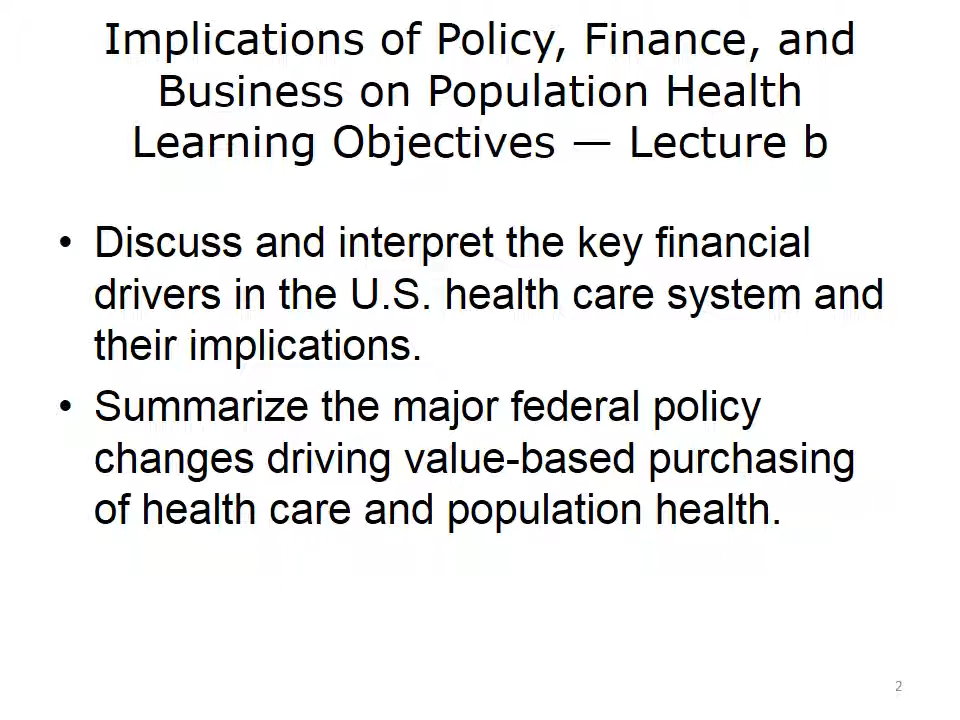 Implications of Policy, Finance, and
Business on Population Health
Learning Objectives — Lecture b
• Discuss and interpret the key financial
drivers in the U.S. health care system and
their implications.
• Summarize the major federal policy
changes driving value-based purchasing
of health care and population health.
2